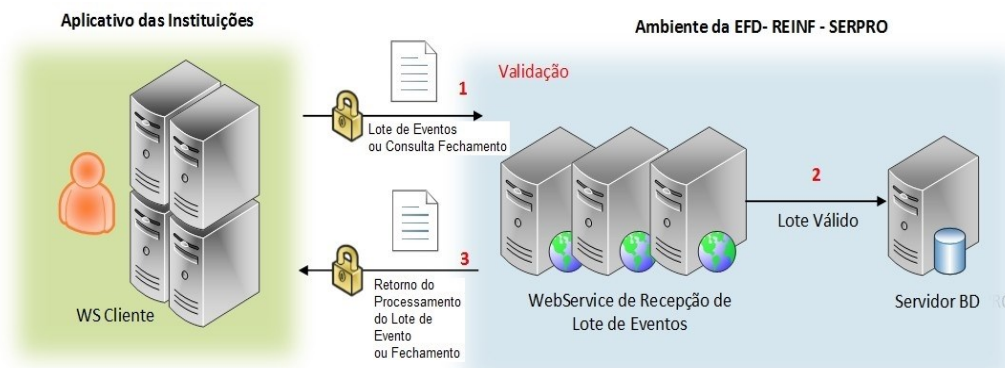 Aplicativo das Instituições
Ambiente da EFD- REINF - SERPRO
1
Validação
Lote de Eventos
ou Consulta Fechamento
2
Lote Válido
3
Retorno do
Processamento
do Lote de
Evento
ou Fechamento
WS Cliente
WebService de Recepção de
Lote de Eventos
Servidor BD